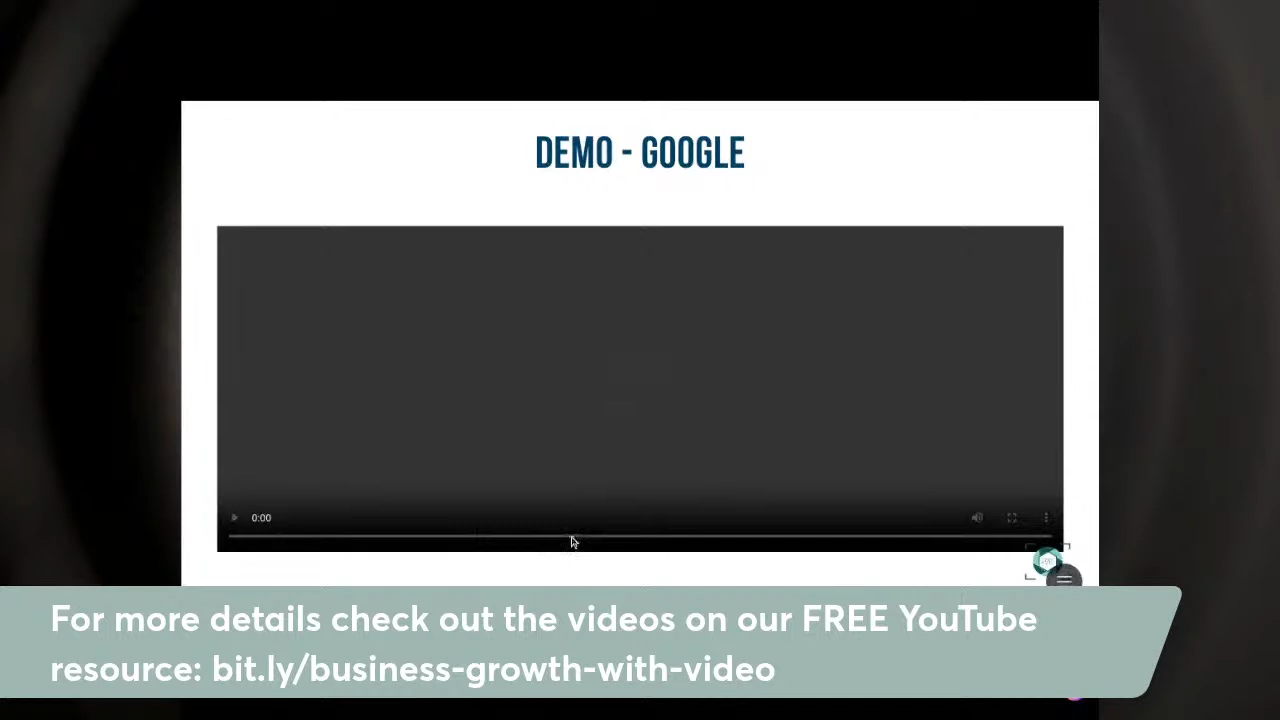 DEMO - GOOGLE
0:00
For more details check out the videos on our FREE YouTube
resource: bit.ly/business-growth-with-video